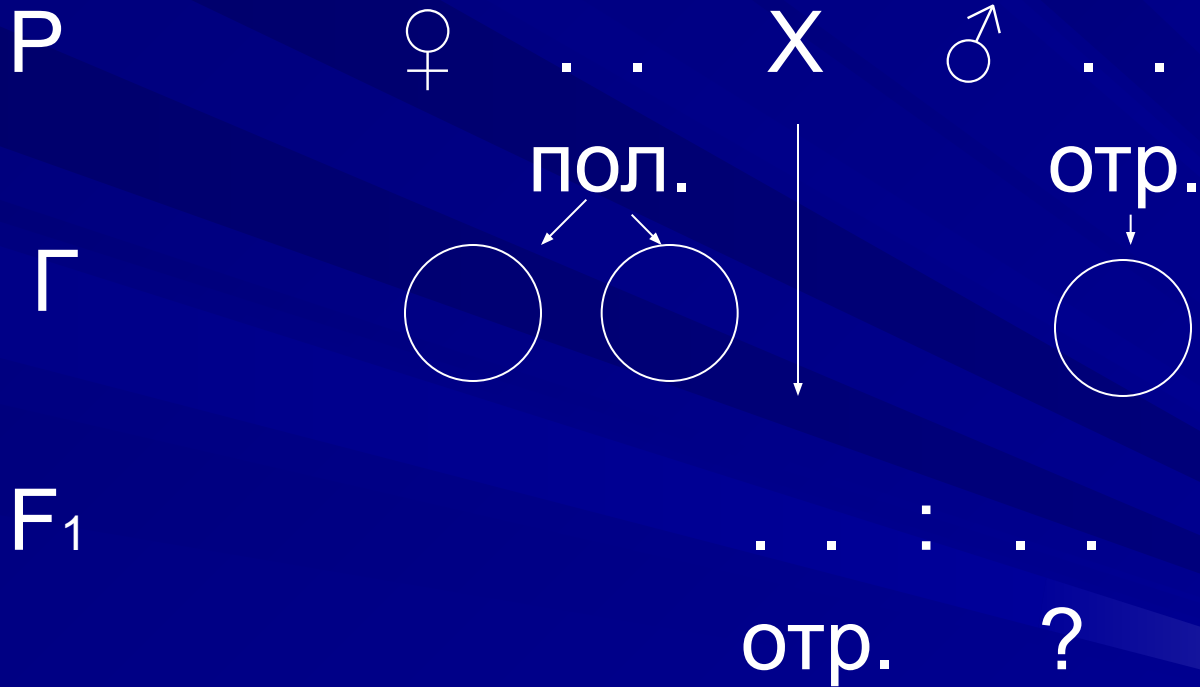 P ♀ . . X ♂ . .
пол. отр.
Г
F₁ . . : . .
отр. ?